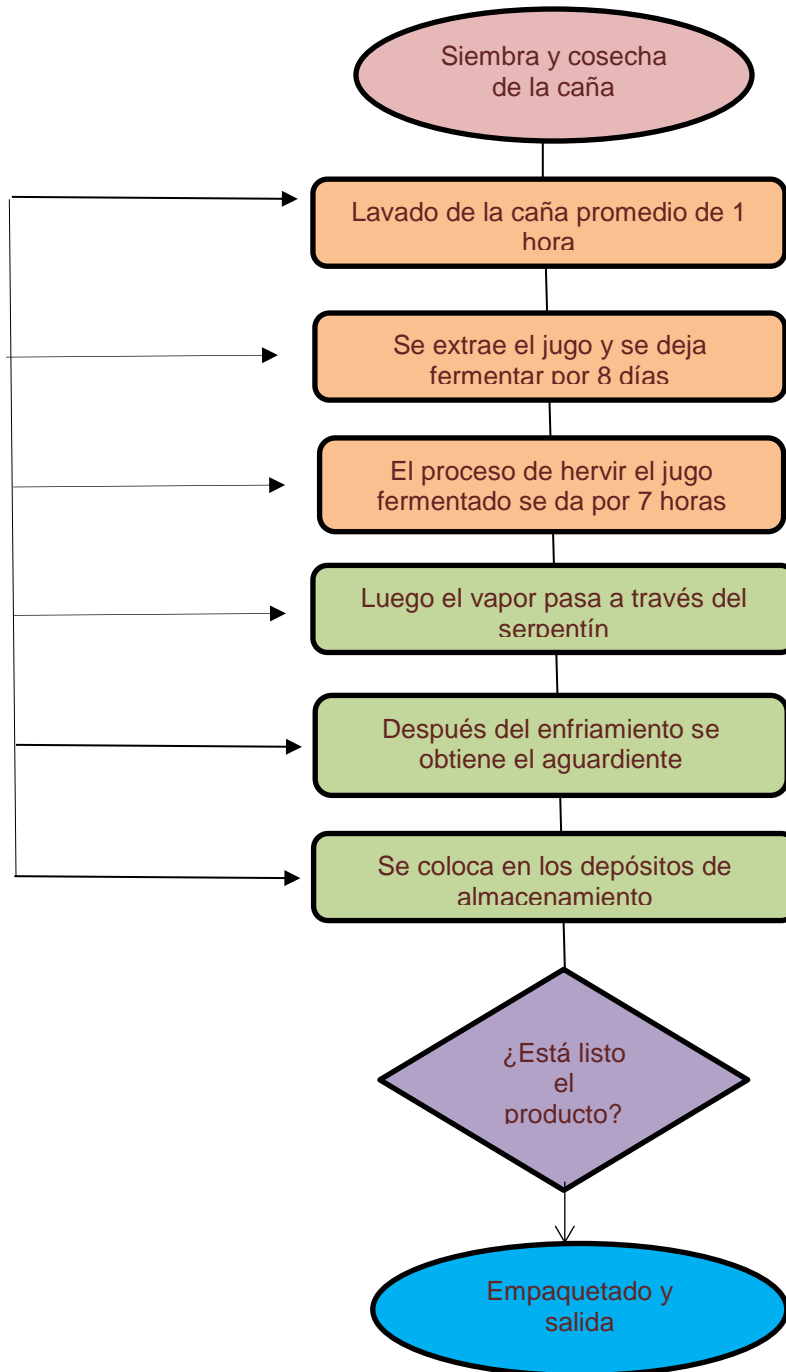 Siembra y cosecha
de la caña
Lavado de la caña promedio de 1
hora
Se extrae el jugo y se deja
fermentar por 8 días
El proceso de hervir el jugo
fermentado se da por 7 horas
Luego el vapor pasa a través del
serpentín
Después del enfriamiento se
obtiene el aguardiente
Se coloca en los depósitos de
almacenamiento
¿Está listo
el
producto?
Empaquetado y
salida